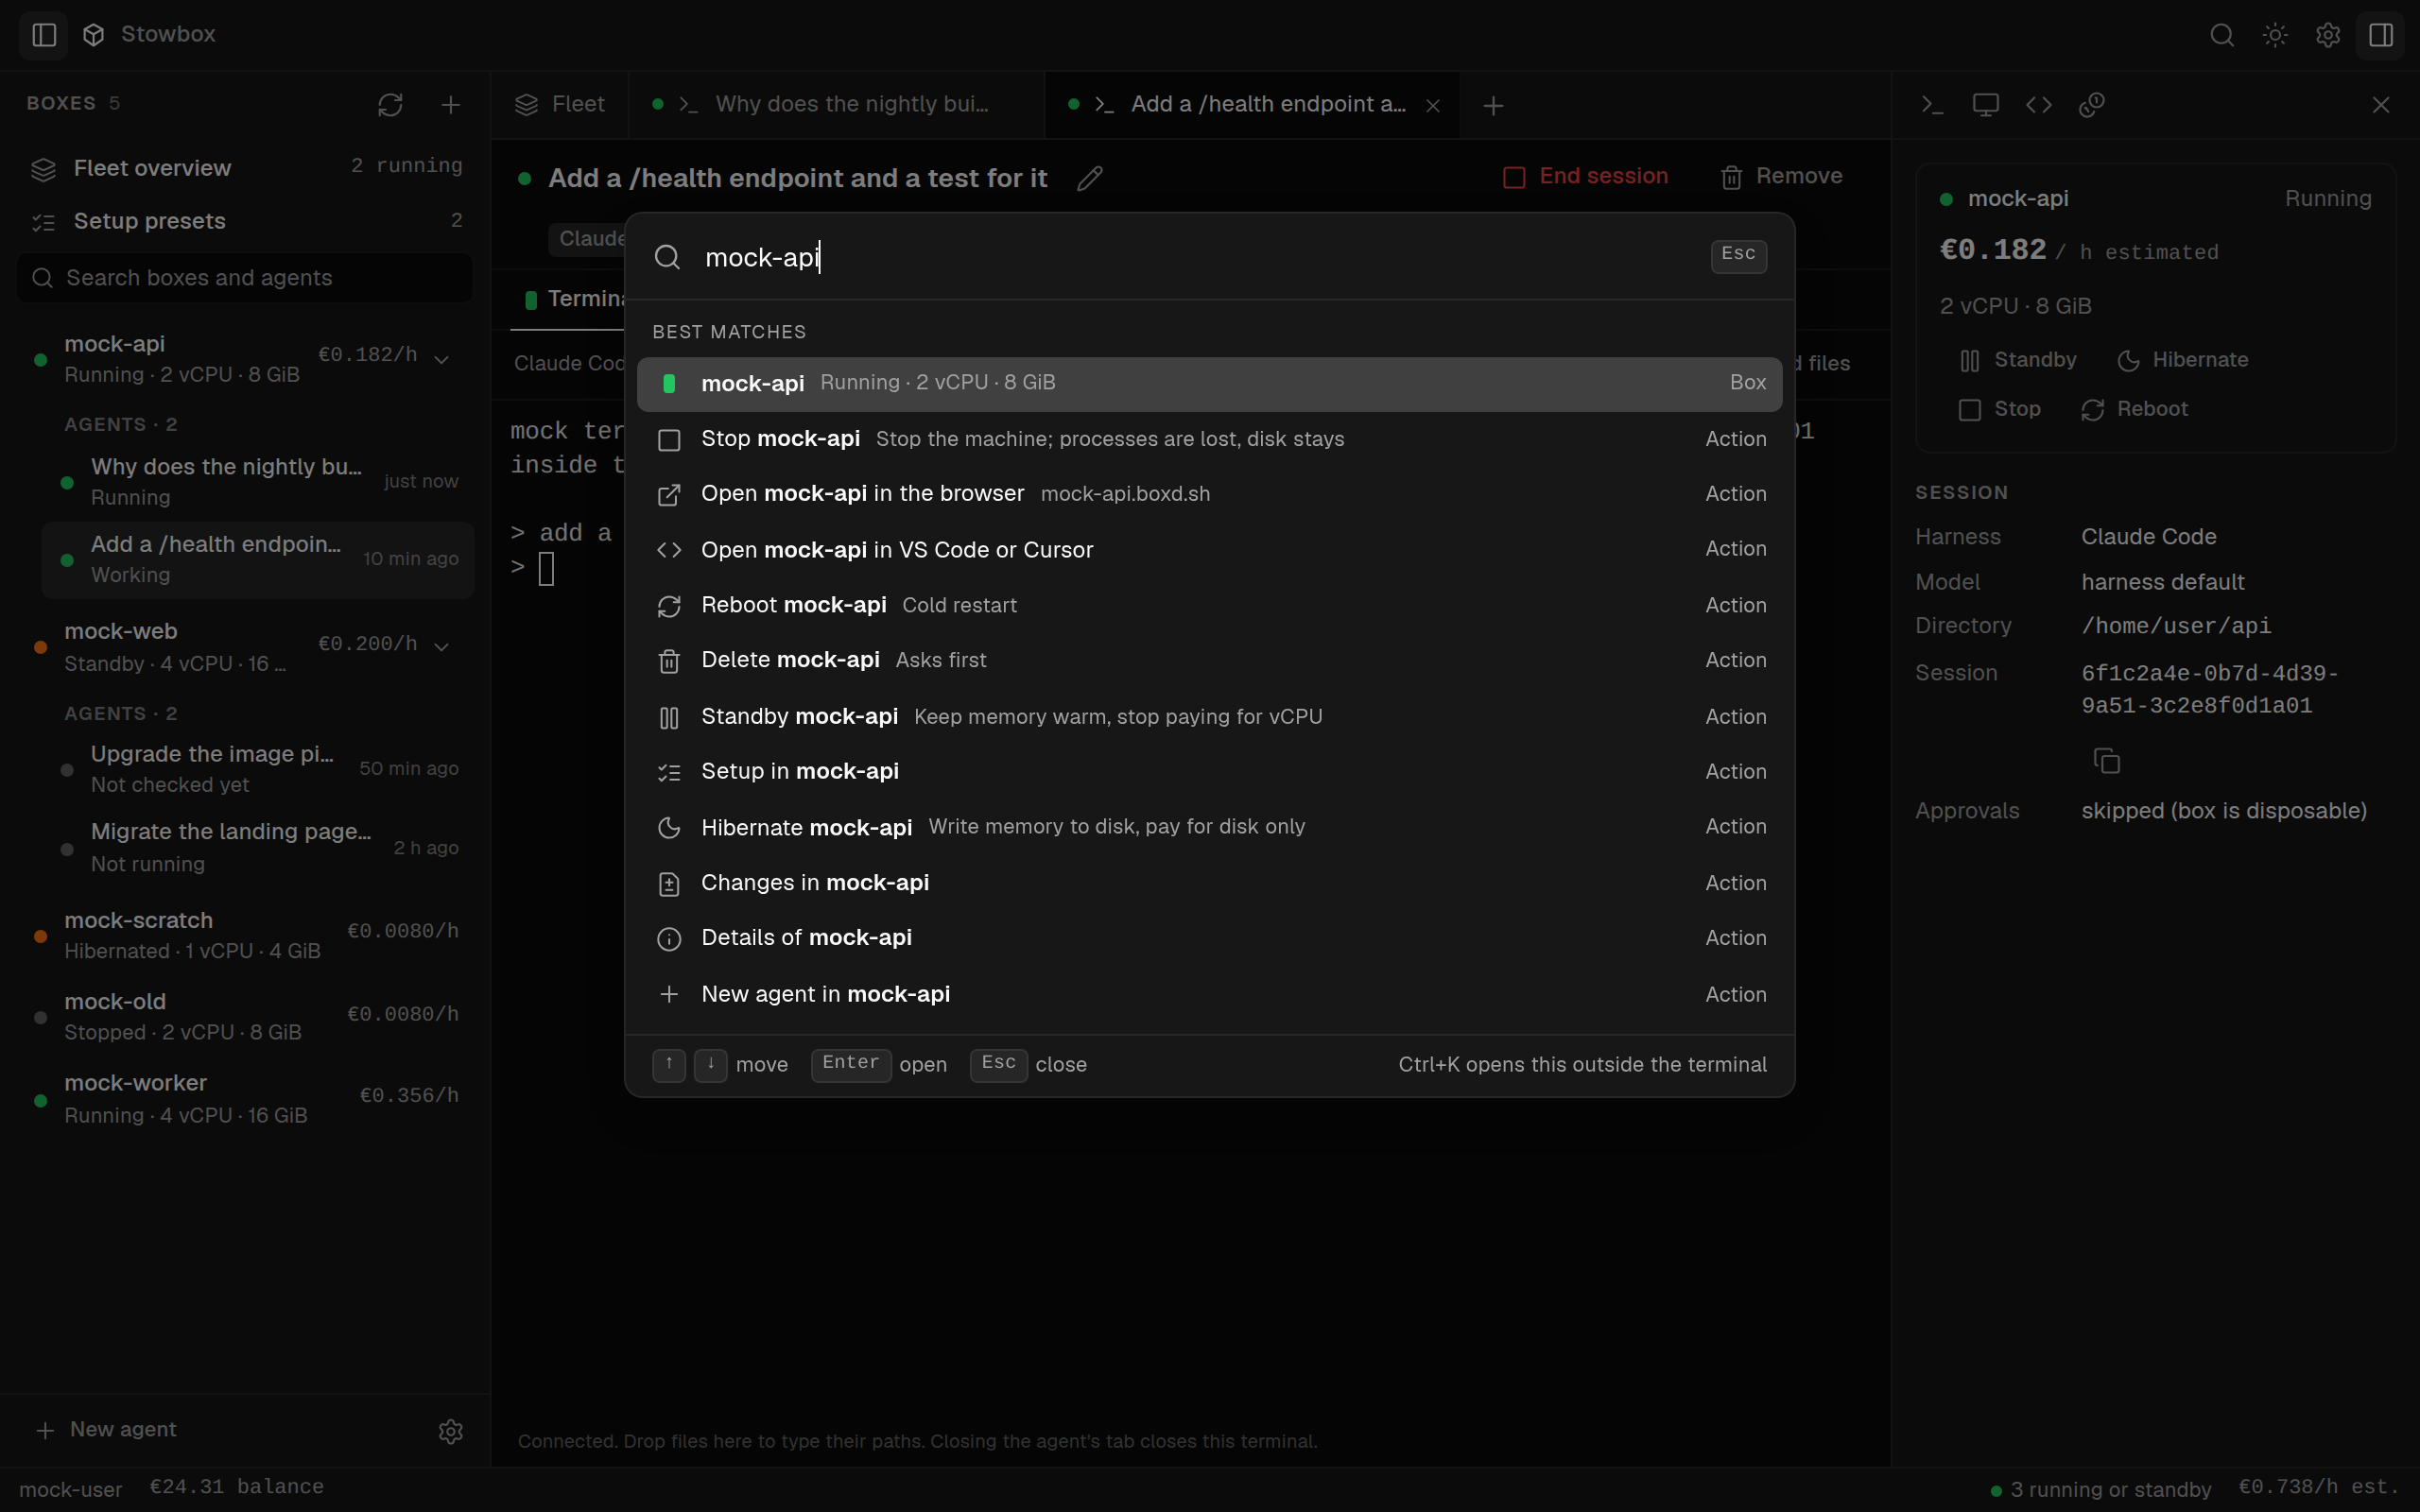 Stowbox
BOXES 5
Fleet overview 2 running
Setup presets 2
Search boxes and agents
mock-api €0.182/h
Running · 2 vCPU · 8 GiB
AGENTS · 2
Why does the nightly bu... just now
Running
Add a /health endpoin... 10 min ago
Working
mock-web €0.200/h
Standby · 4 vCPU · 16 ...
AGENTS · 2
Upgrade the image pi... 50 min ago
Not checked yet
Migrate the landing page... 2 h ago
Not running
mock-scratch €0.0080/h
Hibernated · 1 vCPU · 4 GiB
mock-old €0.0080/h
Stopped · 2 vCPU · 8 GiB
mock-worker €0.356/h
Running · 4 vCPU · 16 GiB
New agent
Fleet
Why does the nightly bui...
Add a /health endpoint a...
Add a /health endpoint and a test for it
End session Remove
Claude
Termina
Claude Cod
d files
mock ter
01
inside t
> add a
>
mock-api Esc
BEST MATCHES
mock-api Running · 2 vCPU · 8 GiB Box
Stop mock-api Stop the machine; processes are lost, disk stays Action
Open mock-api in the browser mock-api.boxd.sh Action
Open mock-api in VS Code or Cursor Action
Reboot mock-api Cold restart Action
Delete mock-api Asks first Action
Standby mock-api Keep memory warm, stop paying for vCPU Action
Setup in mock-api Action
Hibernate mock-api Write memory to disk, pay for disk only Action
Changes in mock-api Action
Details of mock-api Action
New agent in mock-api Action
↑ ↓ move Enter open Esc close Ctrl+K opens this outside the terminal
Connected. Drop files here to type their paths. Closing the agent's tab closes this terminal.
mock-api Running
€0.182 / h estimated
2 vCPU · 8 GiB
Standby Hibernate
Stop Reboot
SESSION
Harness Claude Code
Model harness default
Directory /home/user/api
Session 6f1c2a4e-0b7d-4d39-
9a51-3c2e8f0d1a01
Approvals skipped (box is disposable)
mock-user €24.31 balance
3 running or standby €0.738/h est.